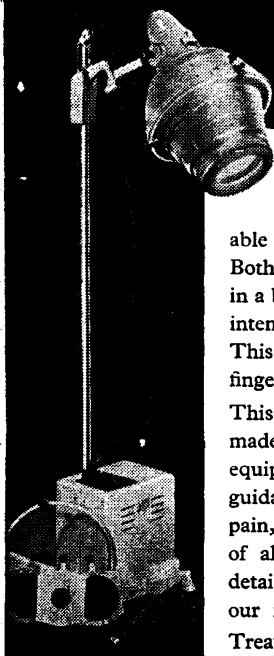 able
Both
in a b
inten
This
finge
This
made
equip
guida
pain,
of al
detai
our
Trea